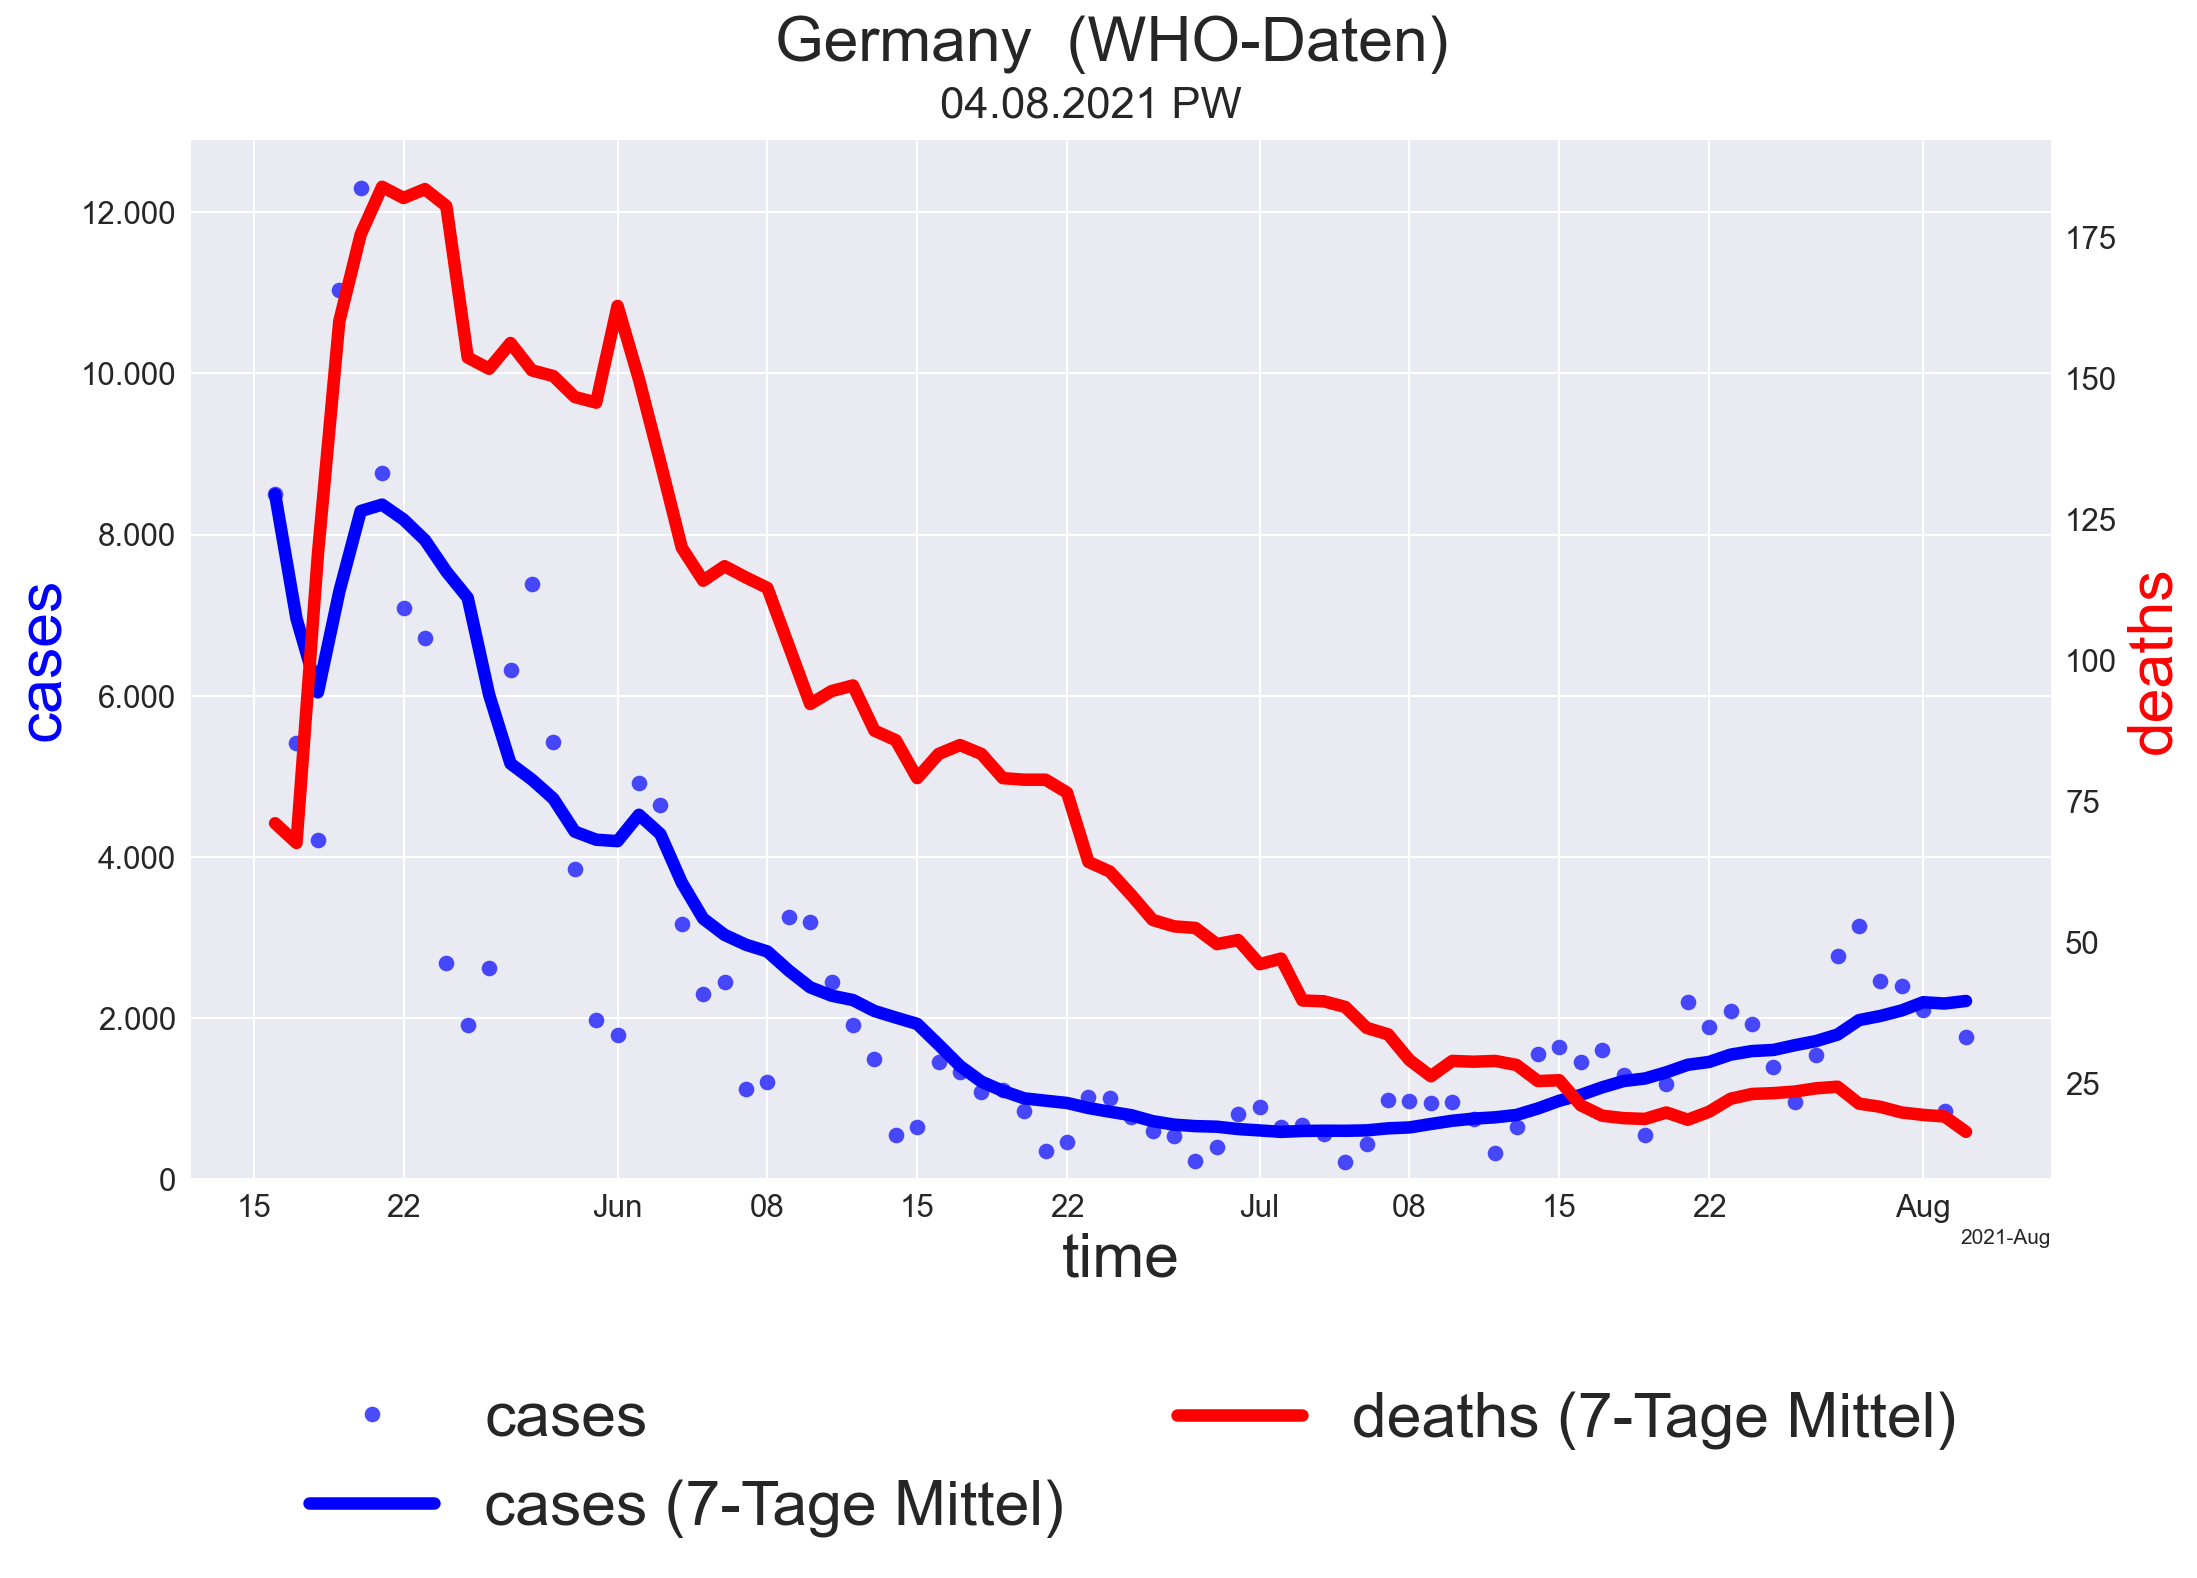 Germany  (WHO-Daten)
04.08.2021 PW
12.000
10.000
8.000
6.000
4.000
2.000
0
cases
175
150
125
100
75
50
25
deaths
15 22 Jun 08 15 22 Jul 08 15 22 Aug
2021-Aug
time
cases
cases (7-Tage Mittel)
deaths (7-Tage Mittel)